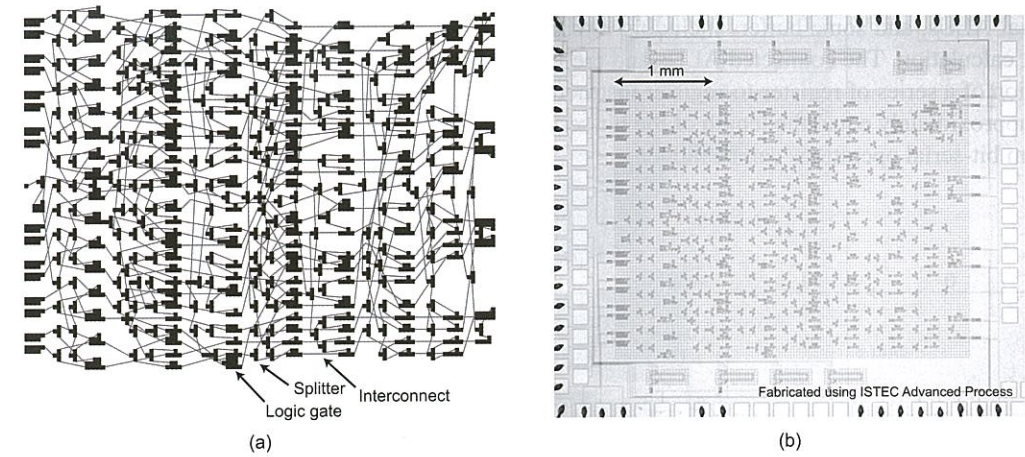 1 mm
Splitter
Interconnect
Logic gate
Fabricated using ISTEC Advanced Process
(a)
(b)